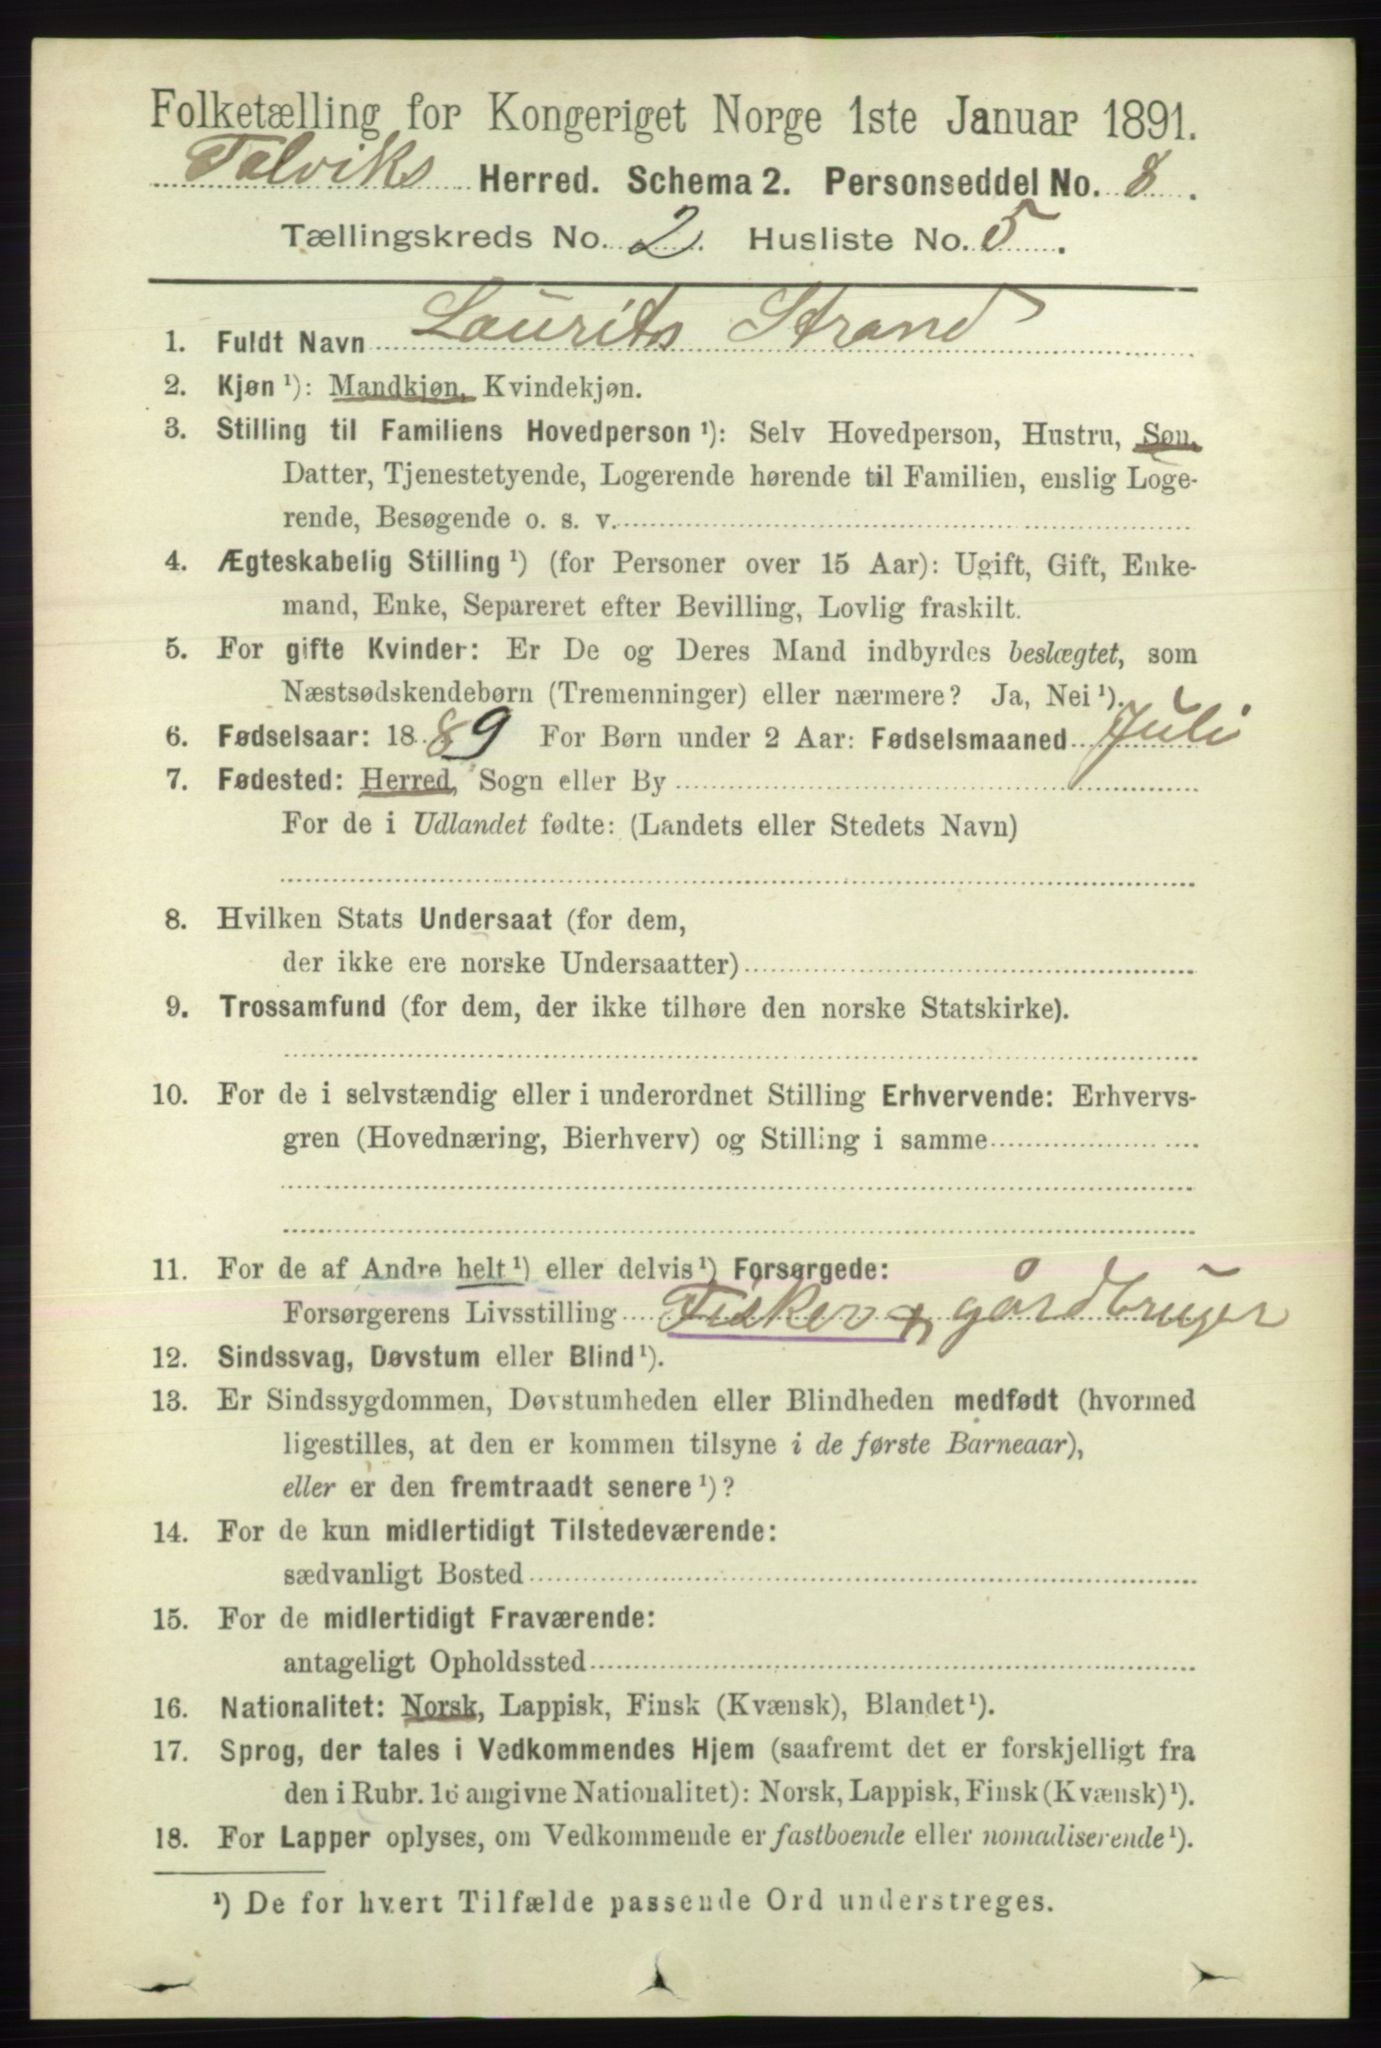 Folketælling for Kongeriget Norge 1ste Januar 1891.
Talviks Herred. Schema 2. Personseddel No. 8.
Tællingskreds No. 2. Husliste No. 5.
1. Fuldt Navn Laurits Strand
2. Kjøn ¹): Mandkjøn, Kvindekjøn.
3. Stilling til Familiens Hovedperson ¹): Selv Hovedperson, Hustru, Søn,
Datter, Tjenestetyende, Logerende hørende til Familien, enslig Loge-
rende, Besøgende o. s. v.
4. Ægteskabelig Stilling ¹) (for Personer over 15 Aar): Ugift, Gift, Enke-
mand, Enke, Separeret efter Bevilling, Lovlig fraskilt.
5. For gifte Kvinder: Er De og Deres Mand indbyrdes beslægtet, som
Næstsødskendebørn (Tremenninger) eller nærmere? Ja, Nei ¹).
6. Fødselsaar: 1889 For Børn under 2 Aar: Fødselsmaaned Juli
7. Fødested: Herred, Sogn eller By
For de i Udlandet fødte: (Landets eller Stedets Navn)
8. Hvilken Stats Undersaat (for dem,
der ikke ere norske Undersaatter)
9. Trossamfund (for dem, der ikke tilhøre den norske Statskirke).
10. For de i selvstændig eller i underordnet Stilling Erhvervende: Erhvervs-
gren (Hovednæring, Bierhverv) og Stilling i samme
11. For de af Andre helt ¹) eller delvis ¹) Forsørgede:
Forsørgerens Livsstilling Fisker + gårdbruger
12. Sindssvag, Døvstum eller Blind ¹).
13. Er Sindssygdommen, Døvstumheden eller Blindheden medfødt (hvormed
ligestilles, at den er kommen tilsyne i de første Barneaar),
eller er den fremtraadt senere ¹)?
14. For de kun midlertidigt Tilstedeværende:
sædvanligt Bosted
15. For de midlertidigt Fraværende:
antageligt Opholdssted
16. Nationalitet: Norsk, Lappisk, Finsk (Kvænsk), Blandet ¹).
17. Sprog, der tales i Vedkommendes Hjem (saafremt det er forskjelligt fra
den i Rubr. 16 angivne Nationalitet): Norsk, Lappisk, Finsk (Kvænsk) ¹).
18. For Lapper oplyses, om Vedkommende er fastboende eller nomadiserende ¹).
¹) De for hvert Tilfælde passende Ord understreges.